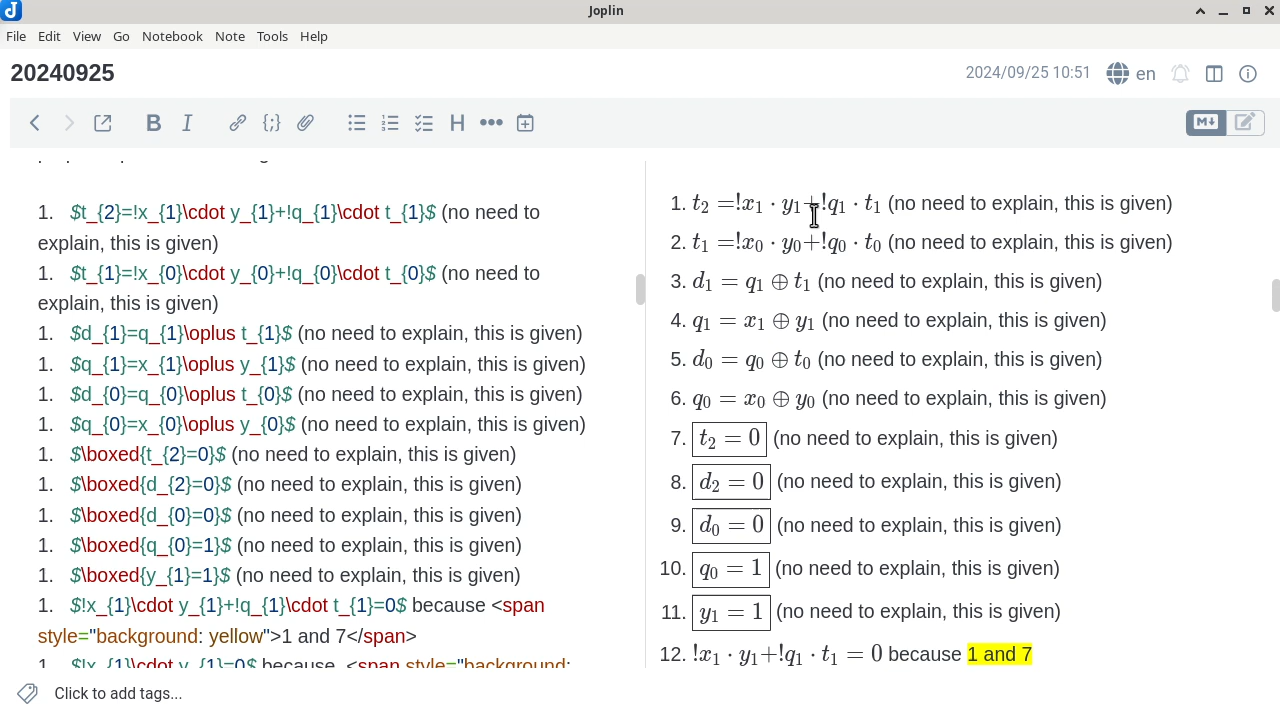 Joplin
File Edit View Go Notebook Note Tools Help
20240925
2024/09/25 10:51
en
1. $t_{2}=!x_{1}\cdot y_{1}+!q_{1}\cdot t_{1}$ (no need to
explain, this is given)
1. $t_{1}=!x_{0}\cdot y_{0}+!q_{0}\cdot t_{0}$ (no need to
explain, this is given)
1. $d_{1}=q_{1}\oplus t_{1}$ (no need to explain, this is given)
1. $q_{1}=x_{1}\oplus y_{1}$ (no need to explain, this is given)
1. $d_{0}=q_{0}\oplus t_{0}$ (no need to explain, this is given)
1. $q_{0}=x_{0}\oplus y_{0}$ (no need to explain, this is given)
1. $\boxed{t_{2}=0}$ (no need to explain, this is given)
1. $\boxed{d_{2}=0}$ (no need to explain, this is given)
1. $\boxed{d_{0}=0}$ (no need to explain, this is given)
1. $\boxed{q_{0}=1}$ (no need to explain, this is given)
1. $\boxed{y_{1}=1}$ (no need to explain, this is given)
1. $!x_{1}\cdot y_{1}+!q_{1}\cdot t_{1}=0$ because <span
style="background: yellow">1 and 7</span>
1. $!x_{1}\cdot y_{1}=0$ because <span style="background:
1. t₂ =!x₁ · y₁+!q₁ · t₁ (no need to explain, this is given)
2. t₁ =!x₀ · y₀+!q₀ · t₀ (no need to explain, this is given)
3. d₁ = q₁ ⊕ t₁ (no need to explain, this is given)
4. q₁ = x₁ ⊕ y₁ (no need to explain, this is given)
5. d₀ = q₀ ⊕ t₀ (no need to explain, this is given)
6. q₀ = x₀ ⊕ y₀ (no need to explain, this is given)
7. t₂ = 0 (no need to explain, this is given)
8. d₂ = 0 (no need to explain, this is given)
9. d₀ = 0 (no need to explain, this is given)
10. q₀ = 1 (no need to explain, this is given)
11. y₁ = 1 (no need to explain, this is given)
12. !x₁ · y₁+!q₁ · t₁ = 0 because 1 and 7
Click to add tags...